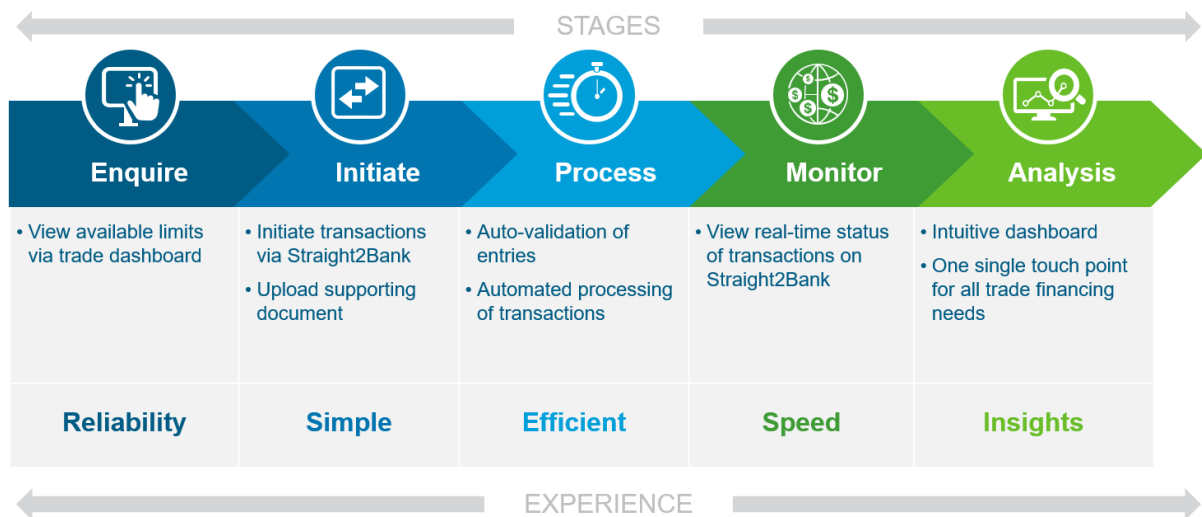 STAGES
Enquire
Initiate
Process
Monitor
Analysis
• View available limits
via trade dashboard
• Initiate transactions
via Straight2Bank
• Upload supporting
document
• Auto-validation of
entries
• Automated processing
of transactions
• View real-time status
of transactions on
Straight2Bank
• Intuitive dashboard
• One single touch point
for all trade financing
needs
Reliability
Simple
Efficient
Speed
Insights
EXPERIENCE